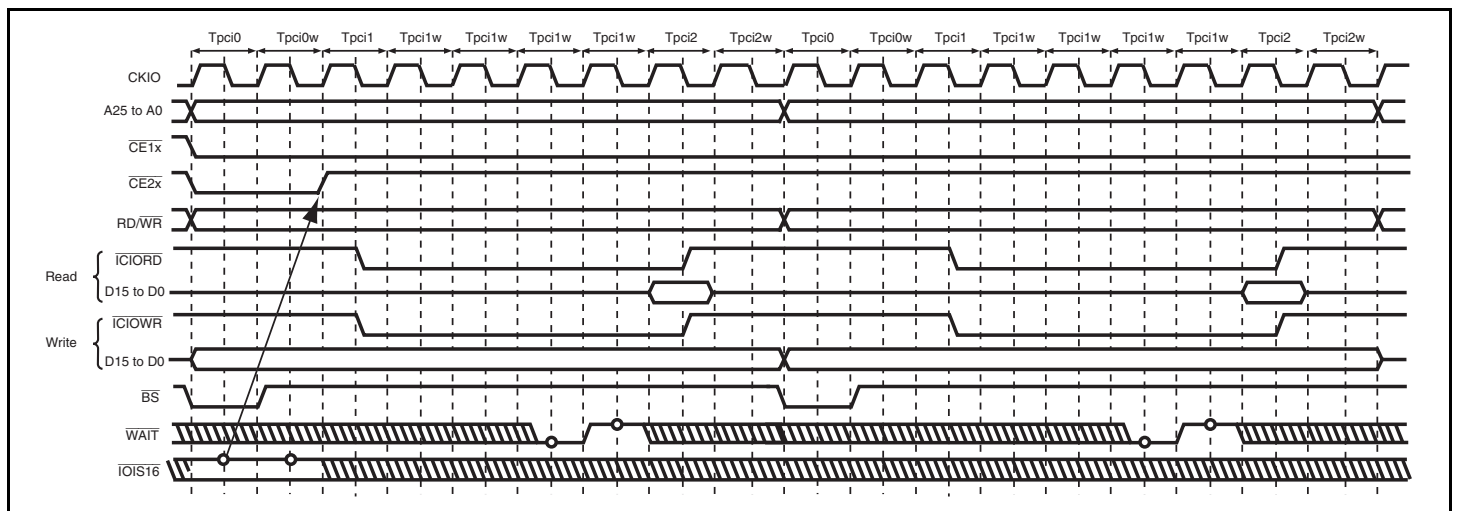 Tpci0 Tpci0w Tpci1 Tpci1w Tpci1w Tpci1w Tpci1w Tpci2 Tpci2w Tpci0 Tpci0w Tpci1 Tpci1w Tpci1w Tpci1w Tpci1w Tpci2 Tpci2w
CKIO
A25 to A0
CE1x
CE2x
RD/WR
Read
ICIORD
D15 to D0
Write
ICIOWR
D15 to D0
BS
WAIT
IOIS16